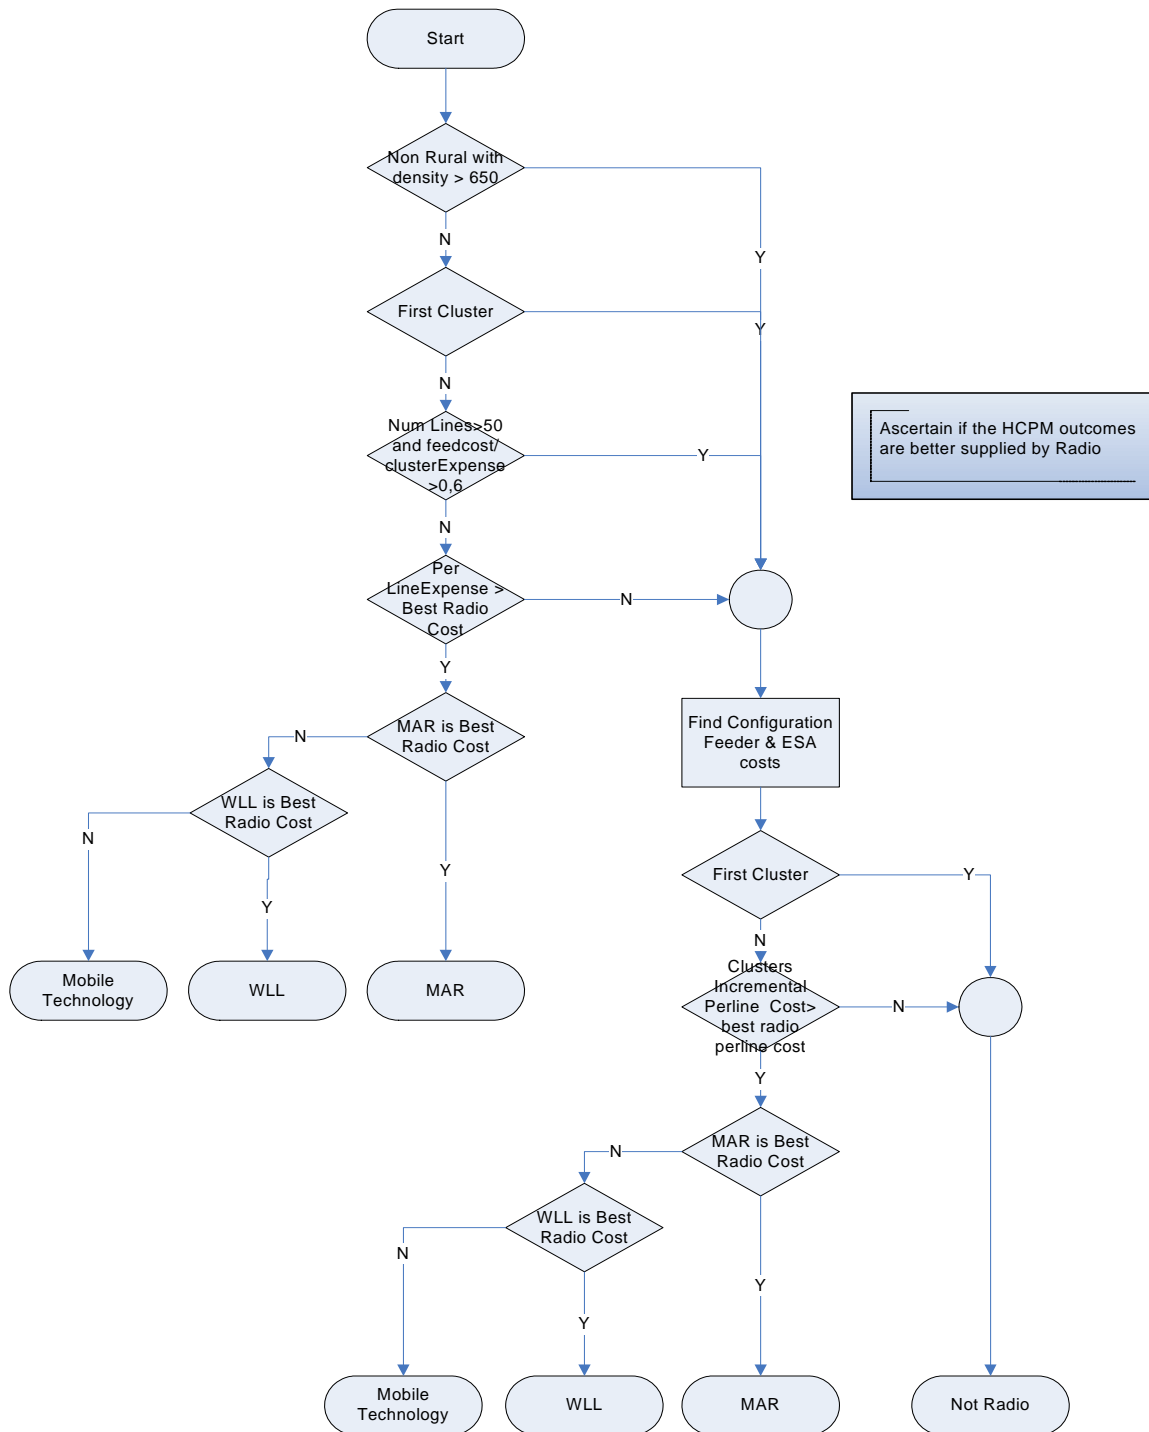 Start
Non Rural with
density > 650
Y
N
First Cluster
Y
N
Num Lines>50
and feedcost/
clusterExpense
>0,6
Y
Ascertain if the HCPM outcomes
are better supplied by Radio
N
Per
LineExpense >
Best Radio
Cost
N
Y
MAR is Best
Radio Cost
N
Find Configuration
Feeder & ESA
costs
WLL is Best
Radio Cost
N
Y
Y
First Cluster
Y
N
Mobile
Technology
WLL
MAR
Clusters
Incremental
Perline Cost>
best radio
perline cost
N
Y
MAR is Best
Radio Cost
N
WLL is Best
Radio Cost
N
Y
Y
Mobile
Technology
WLL
MAR
Not Radio